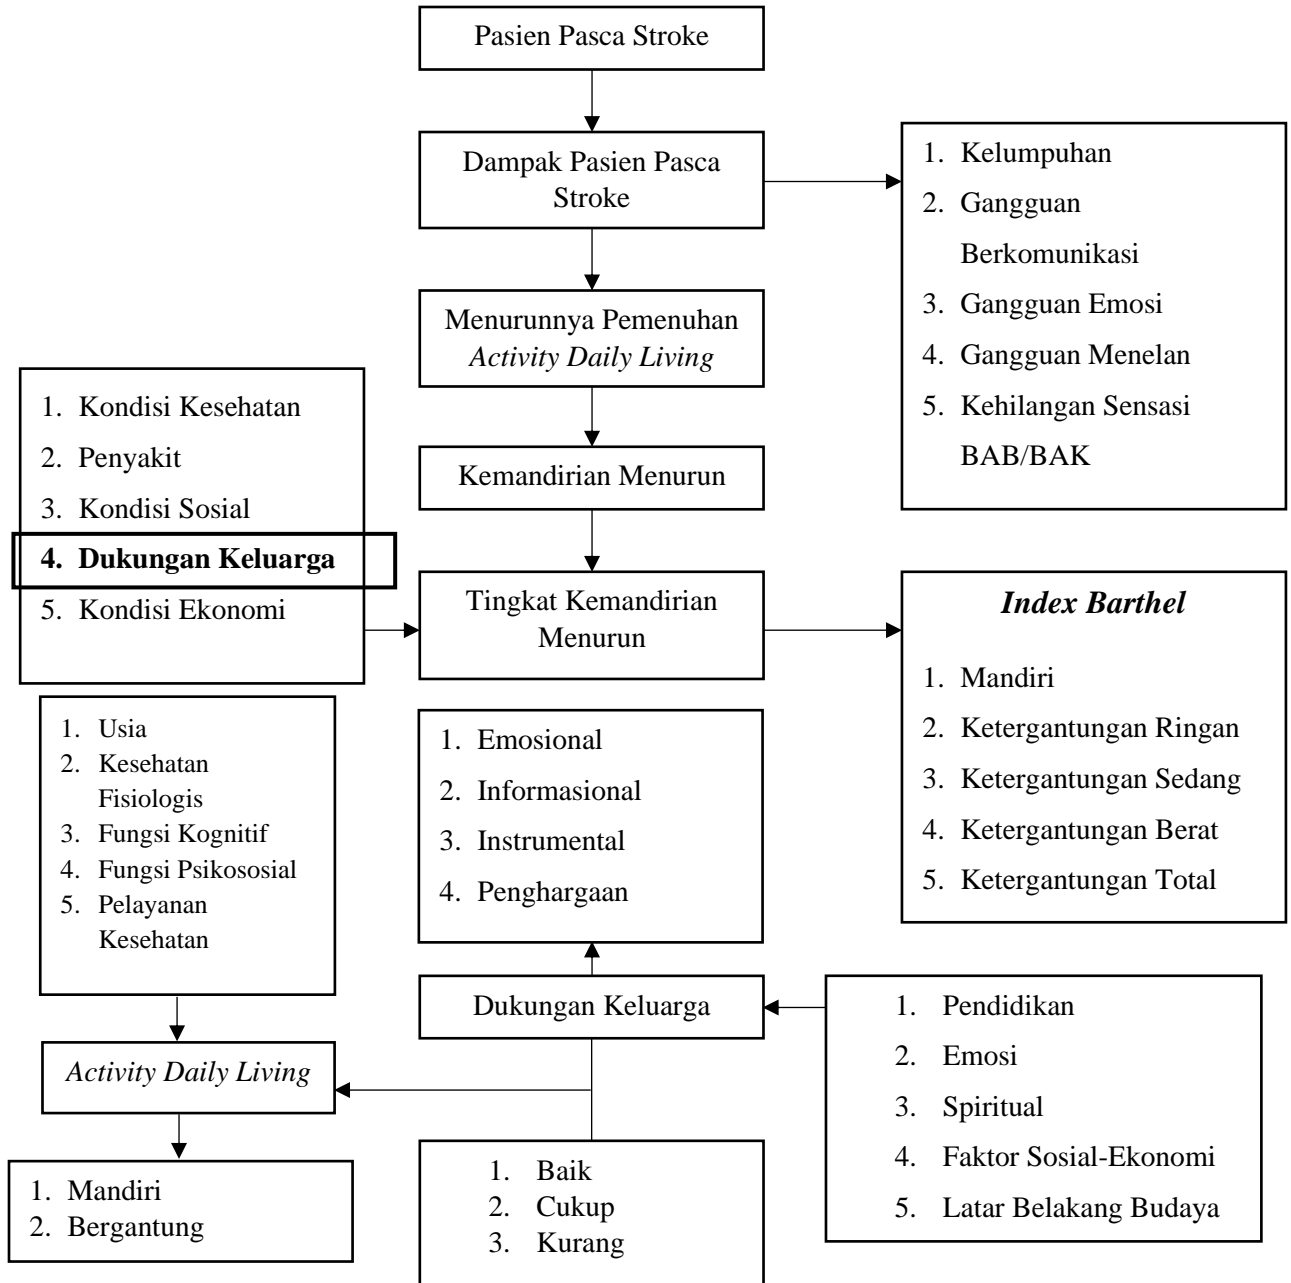 Pasien Pasca Stroke
Dampak Pasien Pasca
Stroke
1. Kelumpuhan
2. Gangguan
Berkomunikasi
3. Gangguan Emosi
4. Gangguan Menelan
5. Kehilangan Sensasi
BAB/BAK
Menurunnya Pemenuhan
Activity Daily Living
Kemandirian Menurun
1. Kondisi Kesehatan
2. Penyakit
3. Kondisi Sosial
4. Dukungan Keluarga
5. Kondisi Ekonomi
Tingkat Kemandirian
Menurun
Index Barthel
1. Mandiri
2. Ketergantungan Ringan
3. Ketergantungan Sedang
4. Ketergantungan Berat
5. Ketergantungan Total
1. Usia
2. Kesehatan
Fisiologis
3. Fungsi Kognitif
4. Fungsi Psikososial
5. Pelayanan
Kesehatan
1. Emosional
2. Informasional
3. Instrumental
4. Penghargaan
Dukungan Keluarga
1. Pendidikan
2. Emosi
3. Spiritual
4. Faktor Sosial-Ekonomi
5. Latar Belakang Budaya
Activity Daily Living
1. Mandiri
2. Bergantung
1. Baik
2. Cukup
3. Kurang